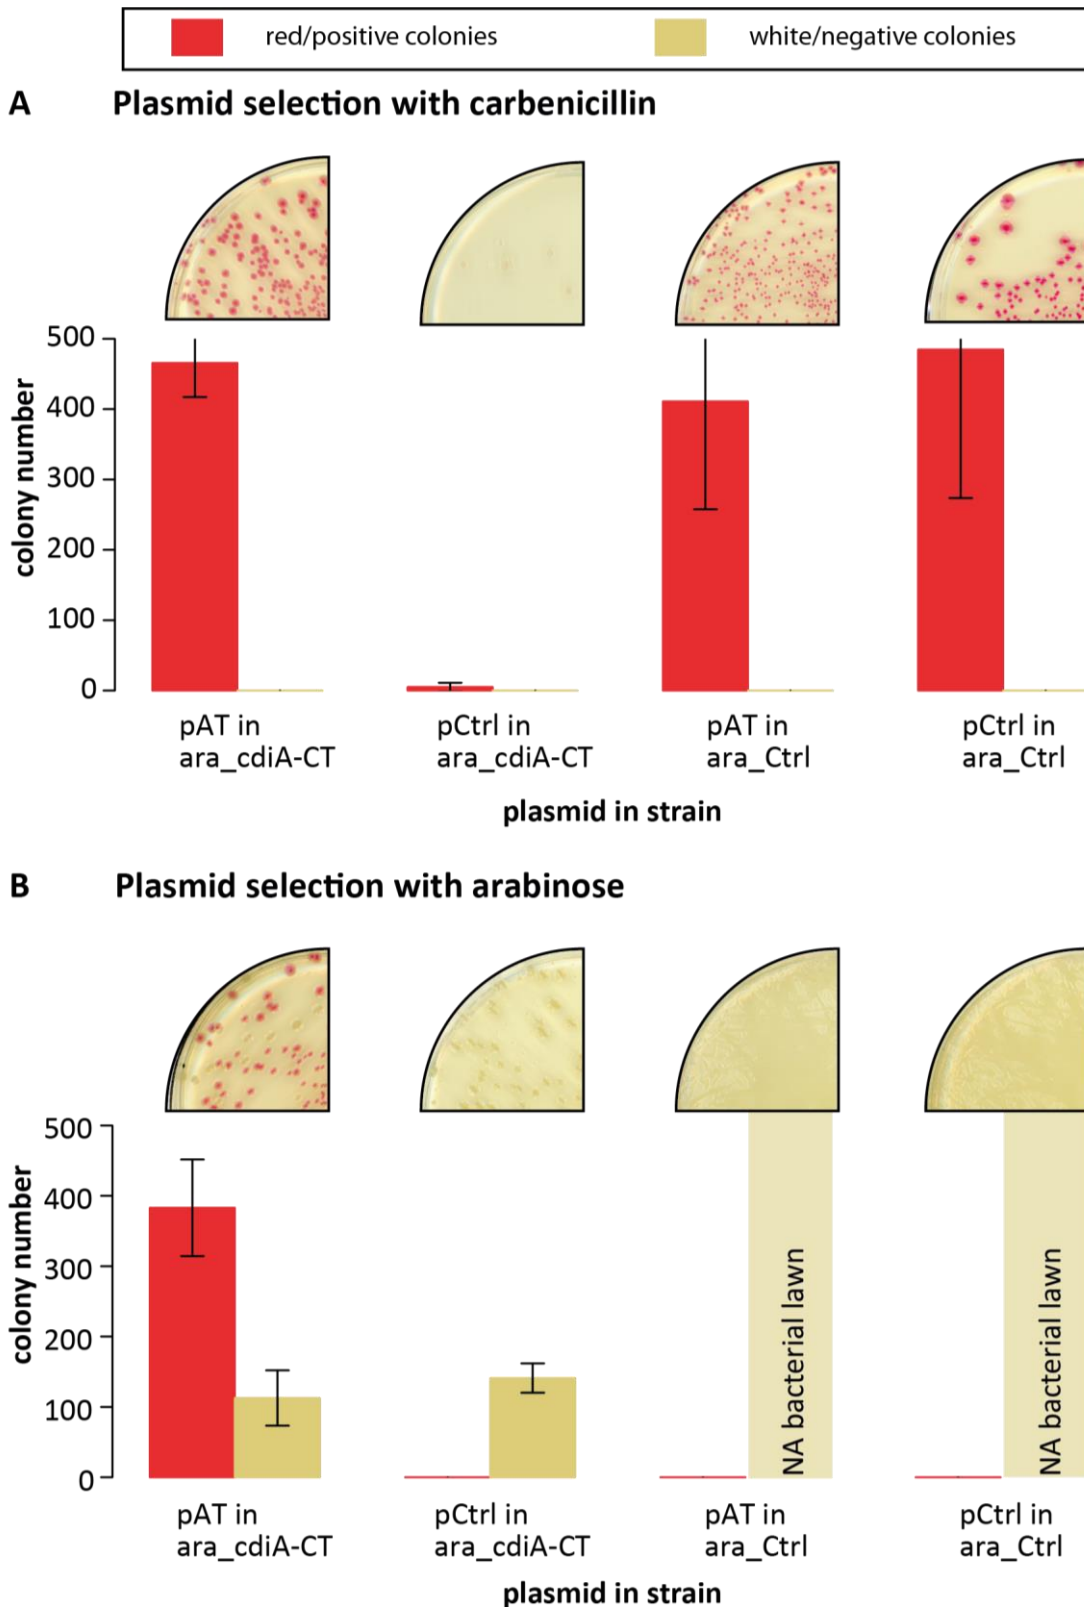 red/positive colonies
white/negative colonies
A Plasmid selection with carbenicillin
colony number
500
400
300
200
100
0
pAT in
ara_cdiA-CT
pCtrl in
ara_cdiA-CT
pAT in
ara_Ctrl
pCtrl in
ara_Ctrl
plasmid in strain
B Plasmid selection with arabinose
colony number
500
400
300
200
100
0
NA bacterial lawn
NA bacterial lawn
pAT in
ara_cdiA-CT
pCtrl in
ara_cdiA-CT
pAT in
ara_Ctrl
pCtrl in
ara_Ctrl
plasmid in strain